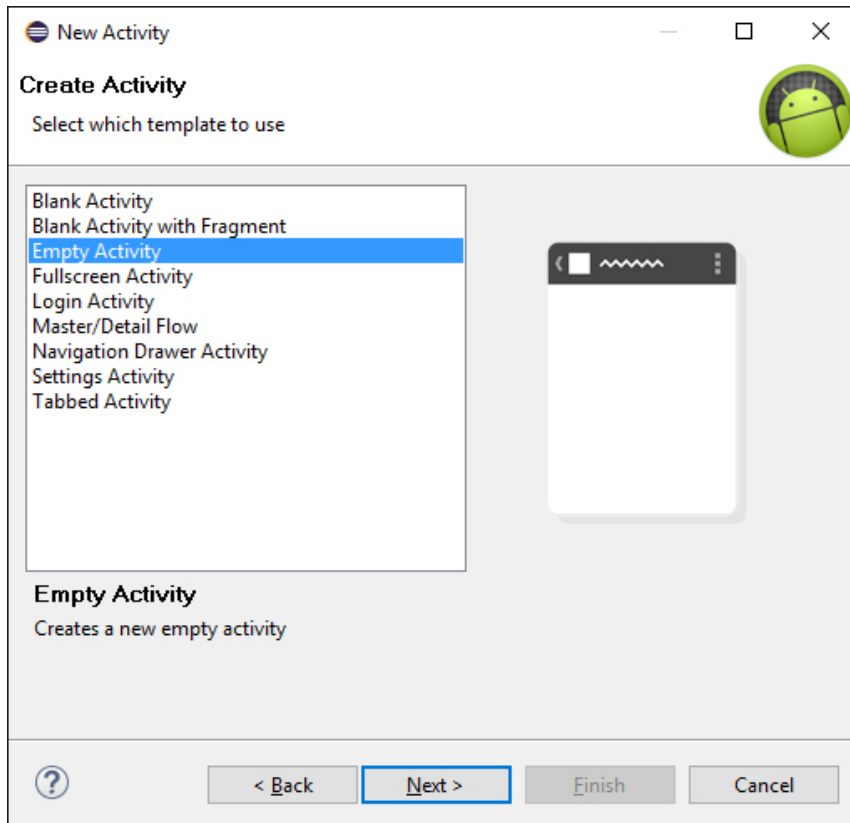 New Activity
Create Activity
Select which template to use
Blank Activity
Blank Activity with Fragment
Empty Activity
Fullscreen Activity
Login Activity
Master/Detail Flow
Navigation Drawer Activity
Settings Activity
Tabbed Activity
Empty Activity
Creates a new empty activity
? < Back Next > Finish Cancel